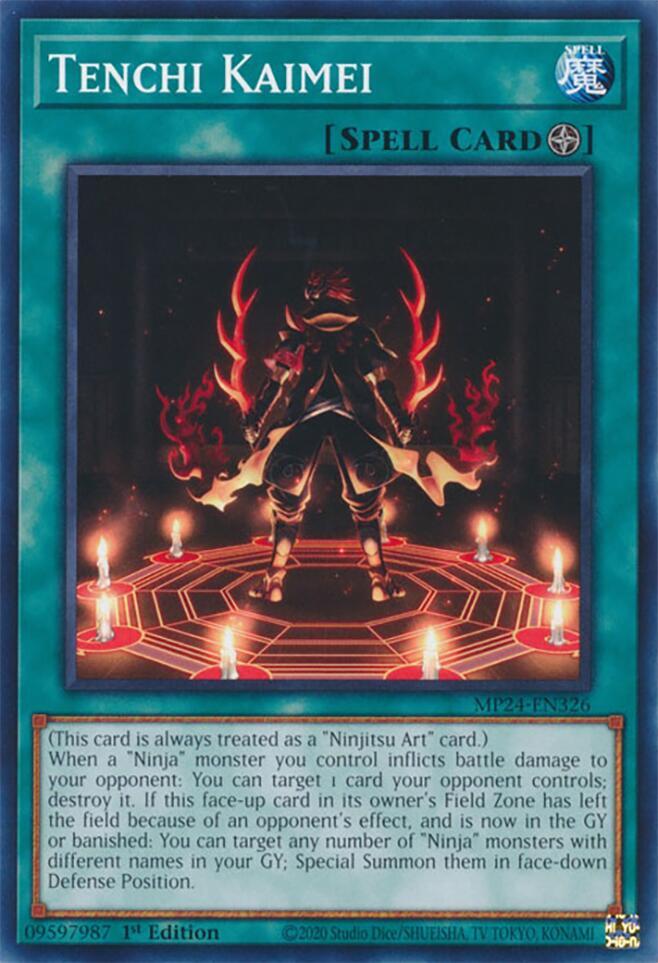 TENCHI KAIMEI
SPELL
魔
[SPELL CARD]
MP24-EN326
(This card is always treated as a "Ninjitsu Art" card.)
When a "Ninja" monster you control inflicts battle damage to
your opponent: You can target 1 card your opponent controls;
destroy it. If this face-up card in its owner's Field Zone has left
the field because of an opponent's effect, and is now in the GY
or banished: You can target any number of "Ninja" monsters with
different names in your GY; Special Summon them in face-down
Defense Position.
09597987 1st Edition ©2020 Studio Dice/SHUEISHA, TV TOKYO, KONAMI